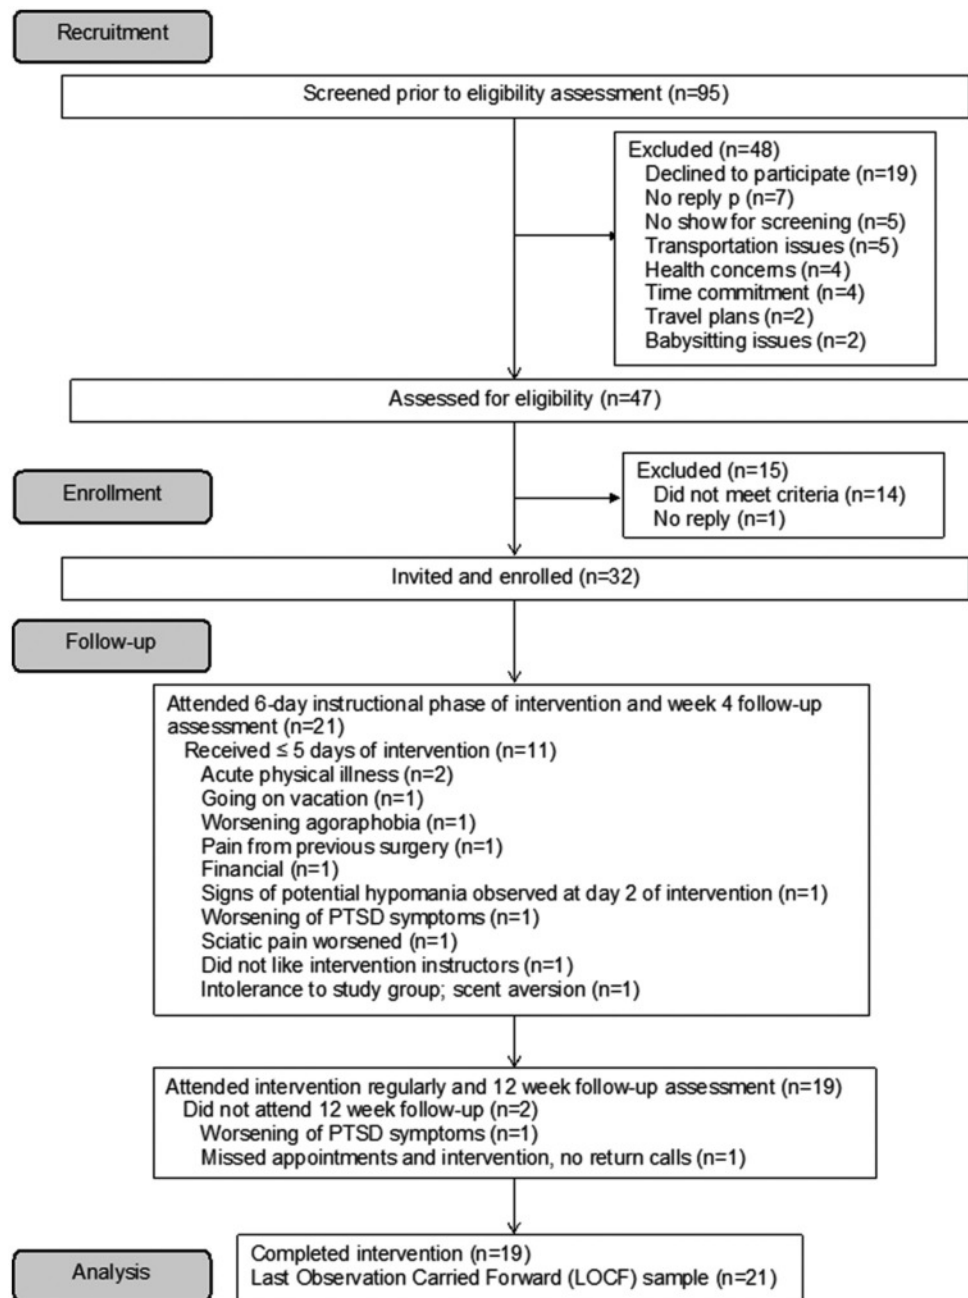 Recruitment
Screened prior to eligibility assessment (n=95)
Excluded (n=48)
Declined to participate (n=19)
No reply p (n=7)
No show for screening (n=5)
Transportation issues (n=5)
Health concerns (n=4)
Time commitment (n=4)
Travel plans (n=2)
Babysitting issues (n=2)
Assessed for eligibility (n=47)
Enrollment
Excluded (n=15)
Did not meet criteria (n=14)
No reply (n=1)
Invited and enrolled (n=32)
Follow-up
Attended 6-day instructional phase of intervention and week 4 follow-up
assessment (n=21)
Received ≤ 5 days of intervention (n=11)
Acute physical illness (n=2)
Going on vacation (n=1)
Worsening agoraphobia (n=1)
Pain from previous surgery (n=1)
Financial (n=1)
Signs of potential hypomania observed at day 2 of intervention (n=1)
Worsening of PTSD symptoms (n=1)
Sciatic pain worsened (n=1)
Did not like intervention instructors (n=1)
Intolerance to study group; scent aversion (n=1)
Attended intervention regularly and 12 week follow-up assessment (n=19)
Did not attend 12 week follow-up (n=2)
Worsening of PTSD symptoms (n=1)
Missed appointments and intervention, no return calls (n=1)
Analysis
Completed intervention (n=19)
Last Observation Carried Forward (LOCF) sample (n=21)